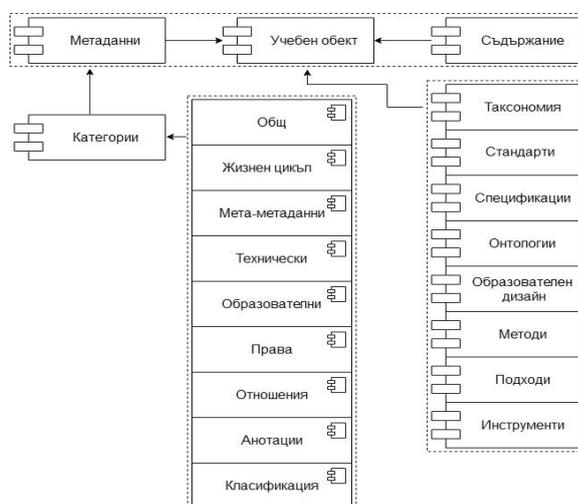 Метаданни
Учебен обект
Съдържание
Категории
Общ
Жизнен цикъл
Мета-метаданни
Технически
Образователни
Права
Отношения
Анотации
Класификация
Таксономия
Стандарти
Спецификации
Онтологии
Образователен
дизайн
Методи
Подходи
Инструменти